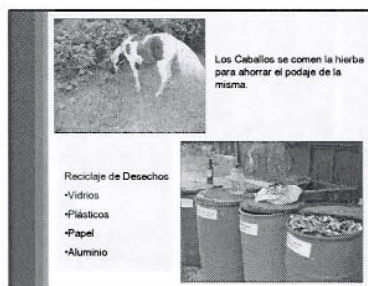 Los Caballos se comen la hierba
para ahorrar el podaje de la
misma.
Reciclaje de Desechos
•Vidrios
•Plásticos
•Papel
•Aluminio